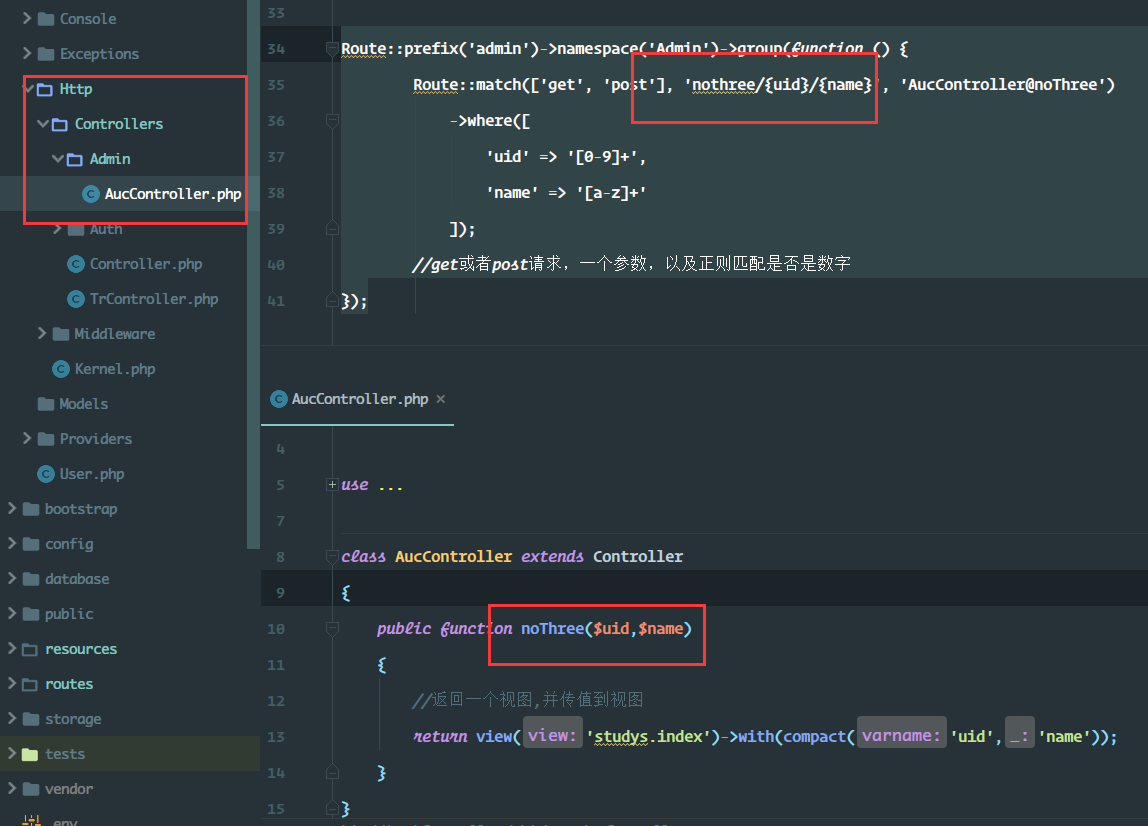 Console
Exceptions
Http
Controllers
Admin
AucController.php
Auth
Controller.php
TrController.php
Middleware
Kernel.php
Models
Providers
User.php
bootstrap
config
database
public
resources
routes
storage
tests
vendor
.env
33
34 Route::prefix('admin')->namespace('Admin')->group(function () {
35 Route::match(['get', 'post'], 'nothree/{uid}/{name}', 'AucController@noThree')
36 ->where([
37 'uid' => '[0-9]+',
38 'name' => '[a-z]+'
39 ]);
40 //get或者post请求，一个参数，以及正则匹配是否是数字
41 });
AucController.php ×
4
5 use ...
7
8 class AucController extends Controller
9 {
10 public function noThree($uid,$name)
11 {
12 //返回一个视图,并传值到视图
13 return view( view: 'studys.index')->with(compact( varname: 'uid', _: 'name'));
14 }
15 }